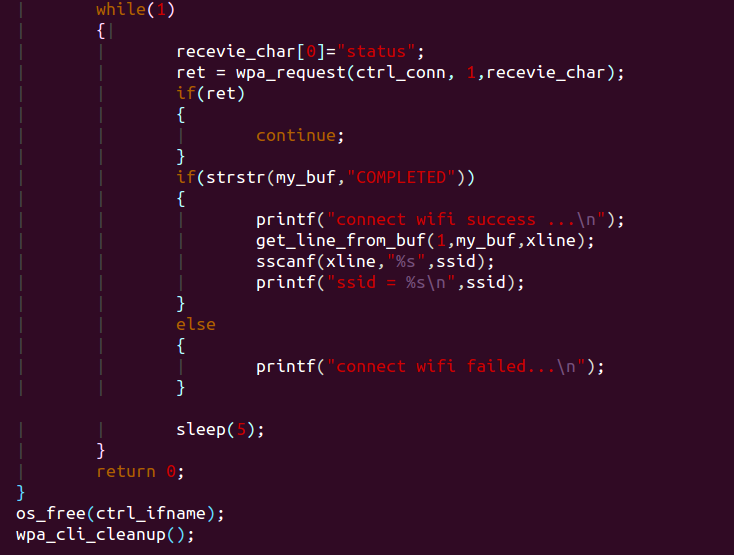 while(1)
{
recevie_char[0]="status";
ret = wpa_request(ctrl_conn, 1,recevie_char);
if(ret)
{
continue;
}
if(strstr(my_buf,"COMPLETED"))
{
printf("connect wifi success ...\n");
get_line_from_buf(1,my_buf,xline);
sscanf(xline,"%s",ssid);
printf("ssid = %s\n",ssid);
}
else
{
printf("connect wifi failed...\n");
}
sleep(5);
}
return 0;
}
os_free(ctrl_ifname);
wpa_cli_cleanup();